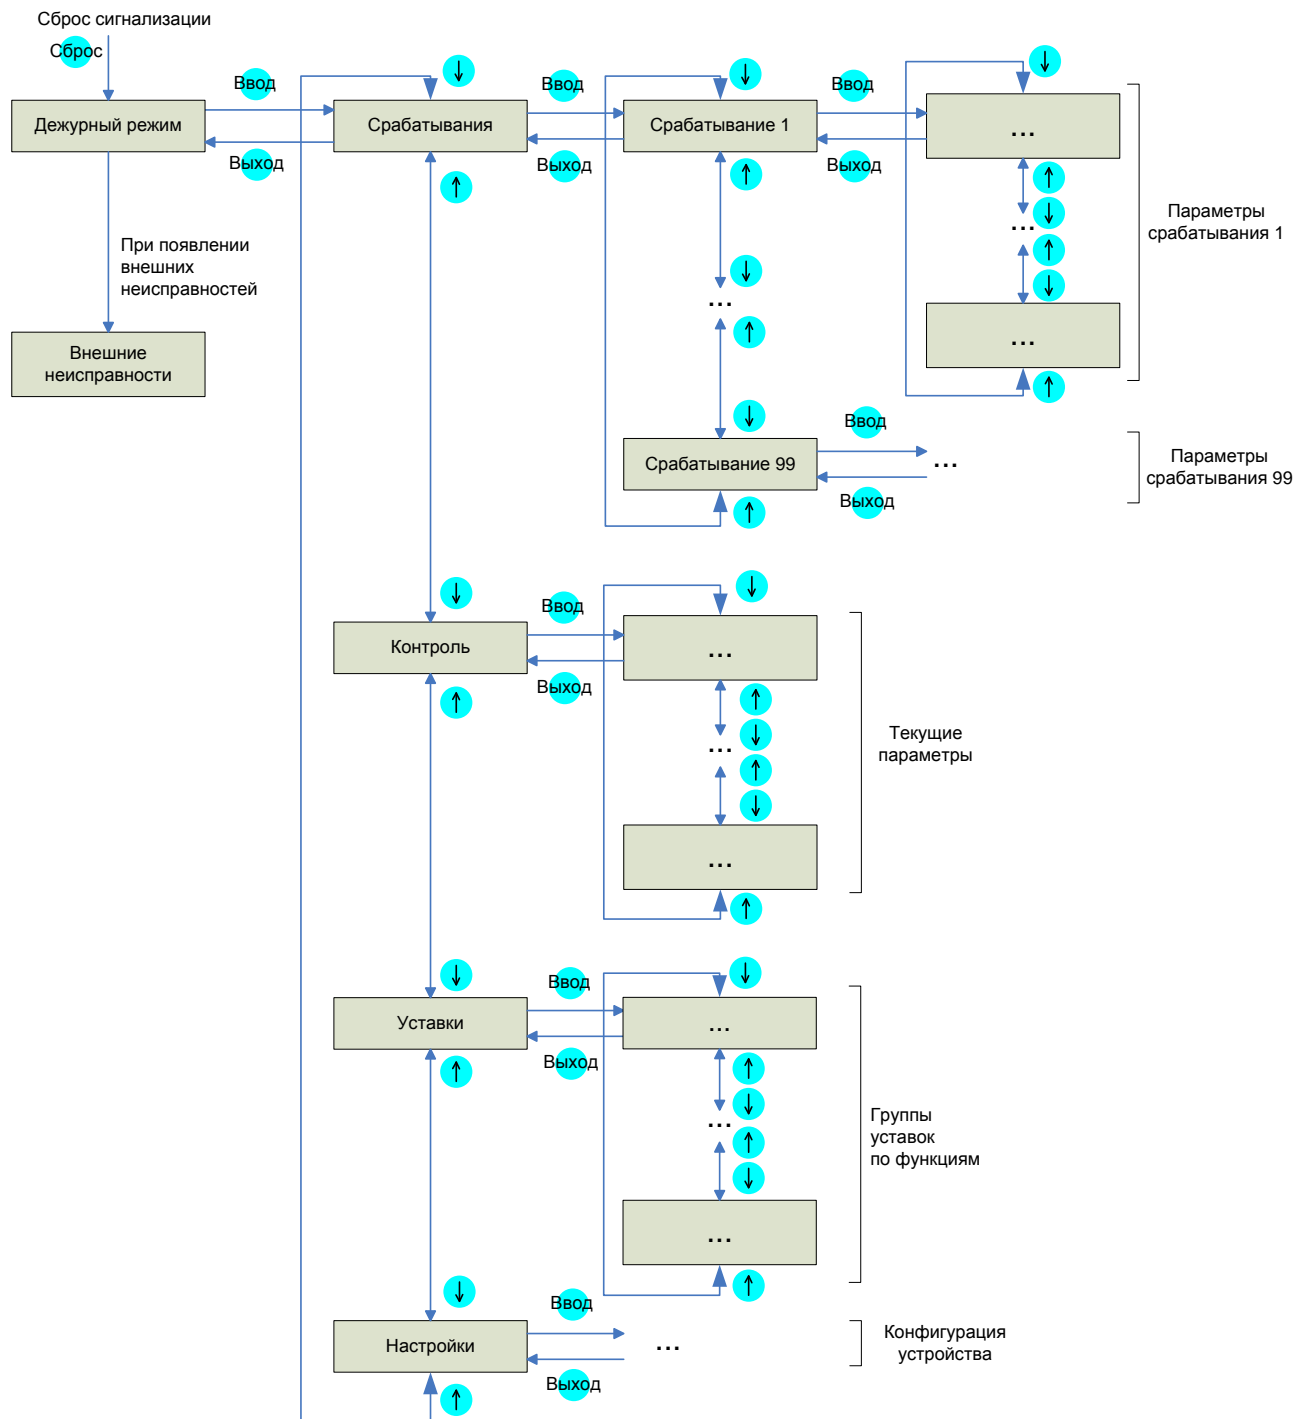 Сброс сигнализации
Сброс
Ввод
Ввод
Ввод
Дежурный режим
Срабатывания
Срабатывание 1
...
Выход
Выход
Выход
Параметры
срабатывания 1
...
При появлении
внешних
неисправностей
...
Внешние
неисправности
...
Ввод
Срабатывание 99
...
Параметры
срабатывания 99
Выход
Ввод
Контроль
...
Выход
Текущие
параметры
...
...
Ввод
Уставки
...
Выход
Группы
уставок
по функциям
...
...
Ввод
Настройки
...
Конфигурация
устройства
Выход